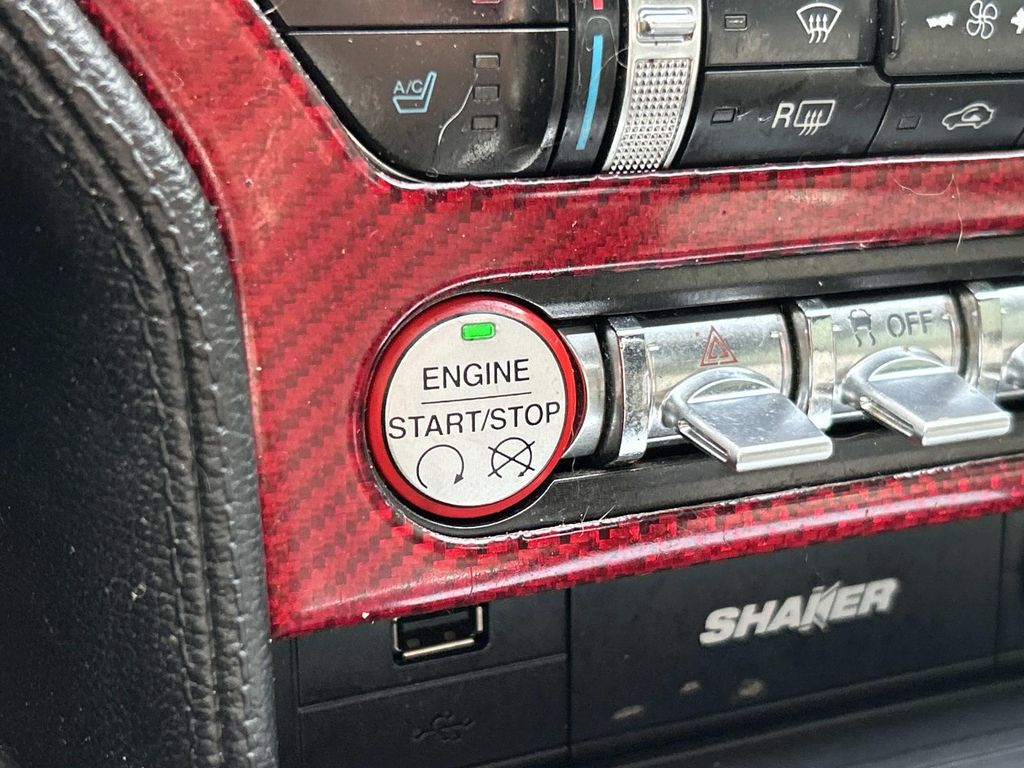 A/C
R
OFF
ENGINE
START/STOP
SHAKER